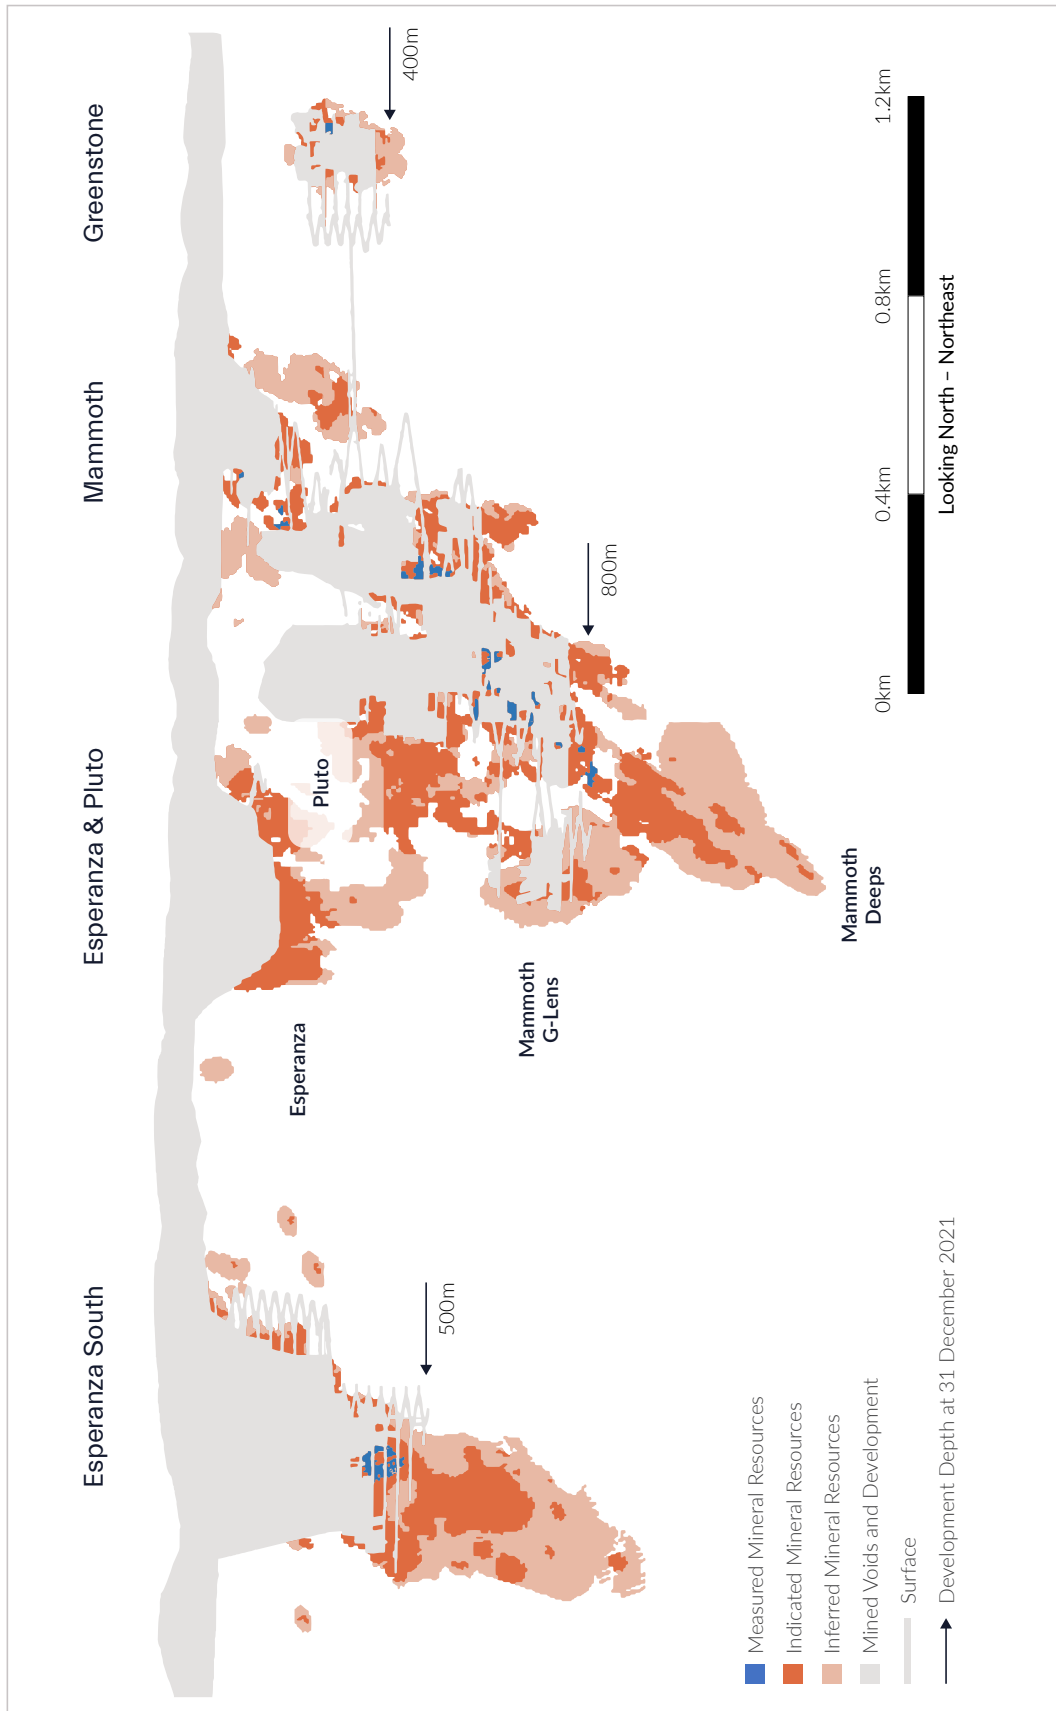 Esperanza South
Esperanza & Pluto
Mammoth
Greenstone
Pluto
Esperanza
Mammoth
G-Lens
Mammoth
Deeps
500m
800m
400m
Measured Mineral Resources
Indicated Mineral Resources
Inferred Mineral Resources
Mined Voids and Development
Surface
Development Depth at 31 December 2021
0km
0.4km
0.8km
1.2km
Looking North – Northeast